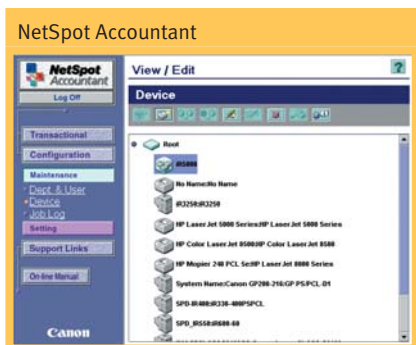 NetSpot Accountant
NetSpot
Accountant
Log Off
Transactional
Configuration
Maintenance
Dept. & User
Device
Job Log
Setting
Support Links
On-line Manual
Canon
View / Edit
?
Device
Root
iR5000
No Name:No Name
iR3250:iR3250
HP LaserJet 5000 Series:HP LaserJet 5000 Series
HP Color LaserJet 8500:HP Color LaserJet 8500
HP Mopier 240 PCL 5e:HP LaserJet 8000 Series
System Name:Canon GP200-216:GP PS/PCL-D1
SPD-IR400:iR330-400PSPCL
SPD_IR550:iR600-60